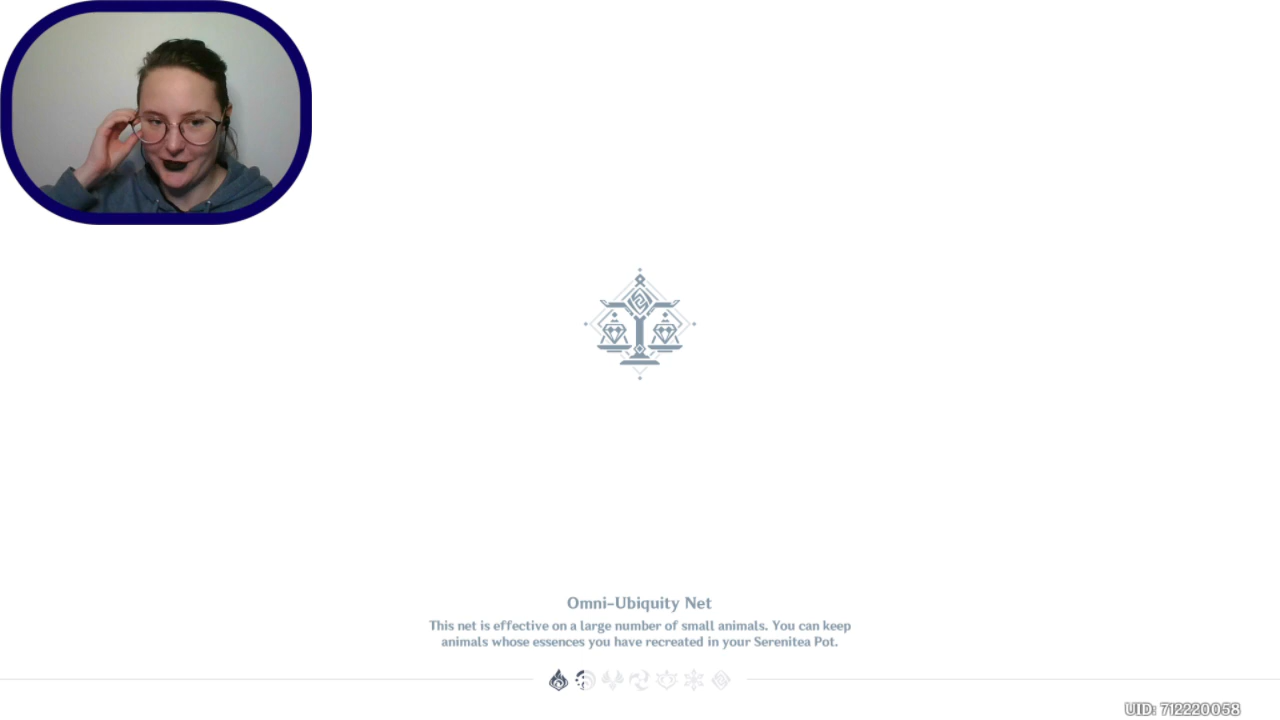 Omni-Ubiquity Net
This net is effective on a large number of small animals. You can keep
animals whose essences you have recreated in your Serenitea Pot.
UID: 712220058